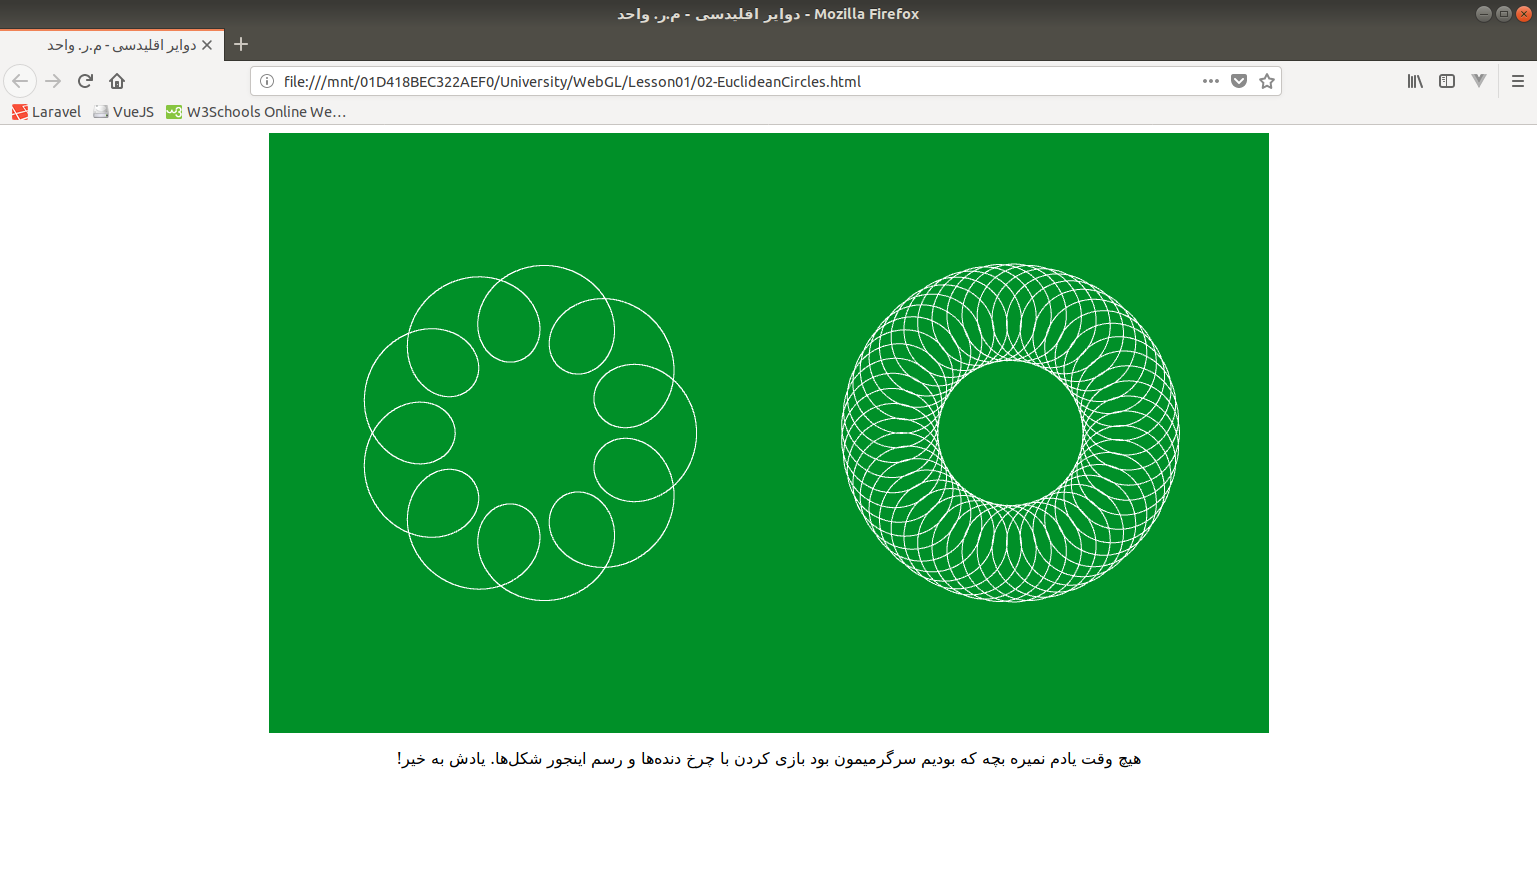 دوایر اقلیدسی - م.ر. واحد - Mozilla Firefox
دوایر اقلیدسی - م.ر. واحد
file:///mnt/01D418BEC322AEF0/University/WebGL/Lesson01/02-EuclideanCircles.html
Laravel VueJS W3Schools Online We…
هیچ وقت یادم نمیره بچه که بودیم سرگرمیمون بود بازی کردن با چرخ دنده‌ها و رسم اینجور شکل‌ها. یادش به خیر!